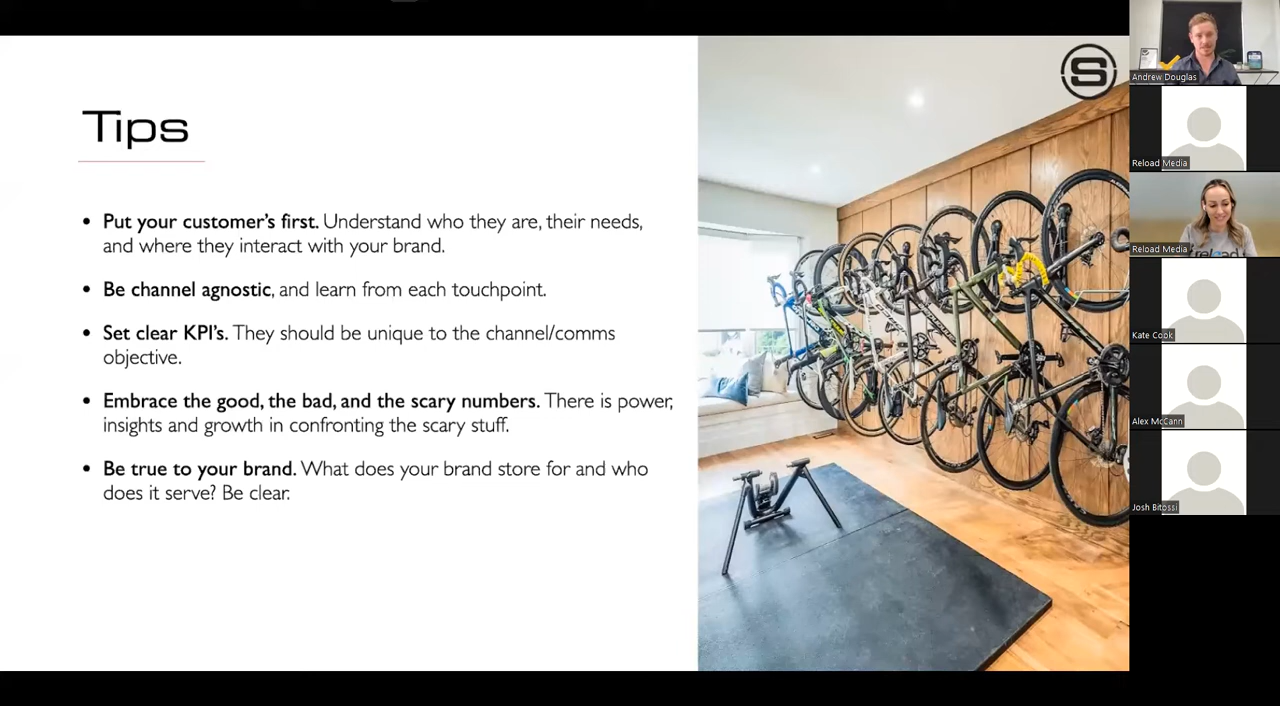 Tips
• Put your customer's first. Understand who they are, their needs,
and where they interact with your brand.
• Be channel agnostic, and learn from each touchpoint.
• Set clear KPI's. They should be unique to the channel/comms
objective.
• Embrace the good, the bad, and the scary numbers. There is power,
insights and growth in confronting the scary stuff.
• Be true to your brand. What does your brand store for and who
does it serve? Be clear.
S
Andrew Douglas
Reload Media
reload
Reload Media
Kate Cook
Alex McCann
Josh Bitossi